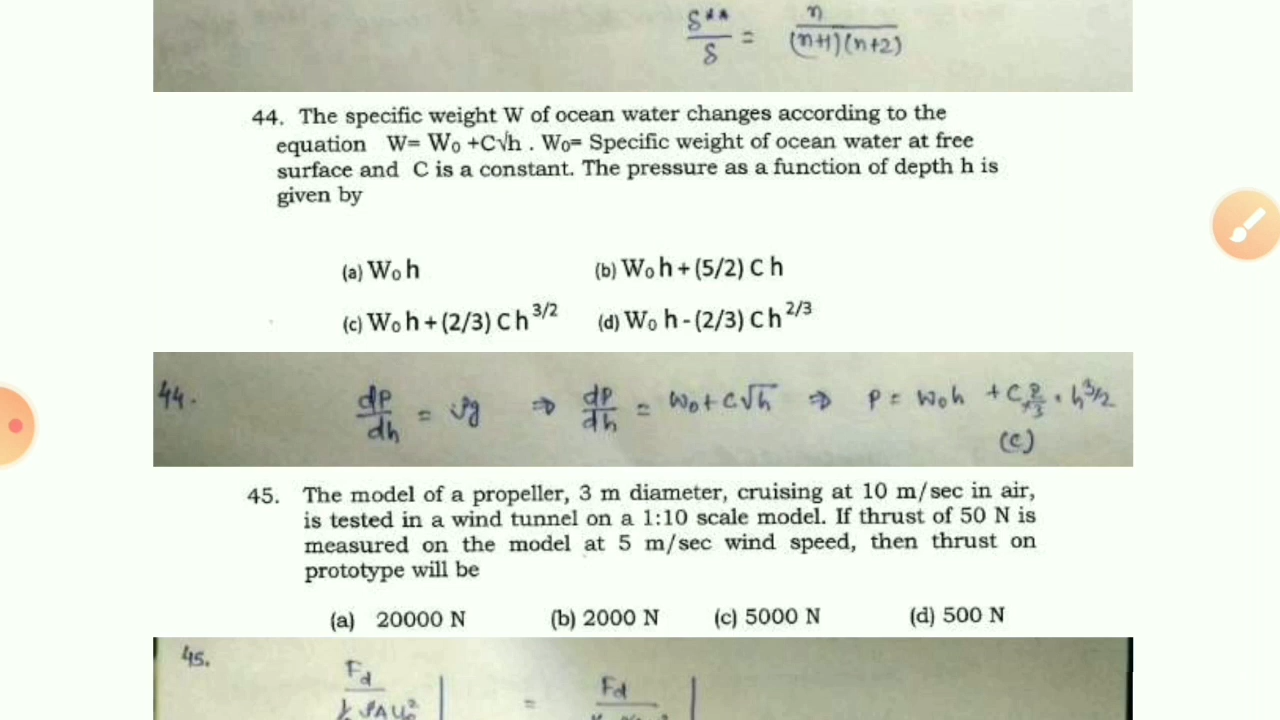 δ** / δ = n / (n+1)(n+2)
44. The specific weight W of ocean water changes according to the
equation W= W₀ +C√h . W₀= Specific weight of ocean water at free
surface and C is a constant. The pressure as a function of depth h is
given by
(a) W₀ h (b) W₀ h + (5/2) C h
(c) W₀ h + (2/3) C h^3/2 (d) W₀ h - (2/3) C h^2/3
44. dP/dh = ρg ⇒ dP/dh = W₀ + C√h ⇒ P = W₀h + C 2/3 · h^3/2
(c)
45. The model of a propeller, 3 m diameter, cruising at 10 m/sec in air,
is tested in a wind tunnel on a 1:10 scale model. If thrust of 50 N is
measured on the model at 5 m/sec wind speed, then thrust on
prototype will be
(a) 20000 N (b) 2000 N (c) 5000 N (d) 500 N
45. Fd = Fd